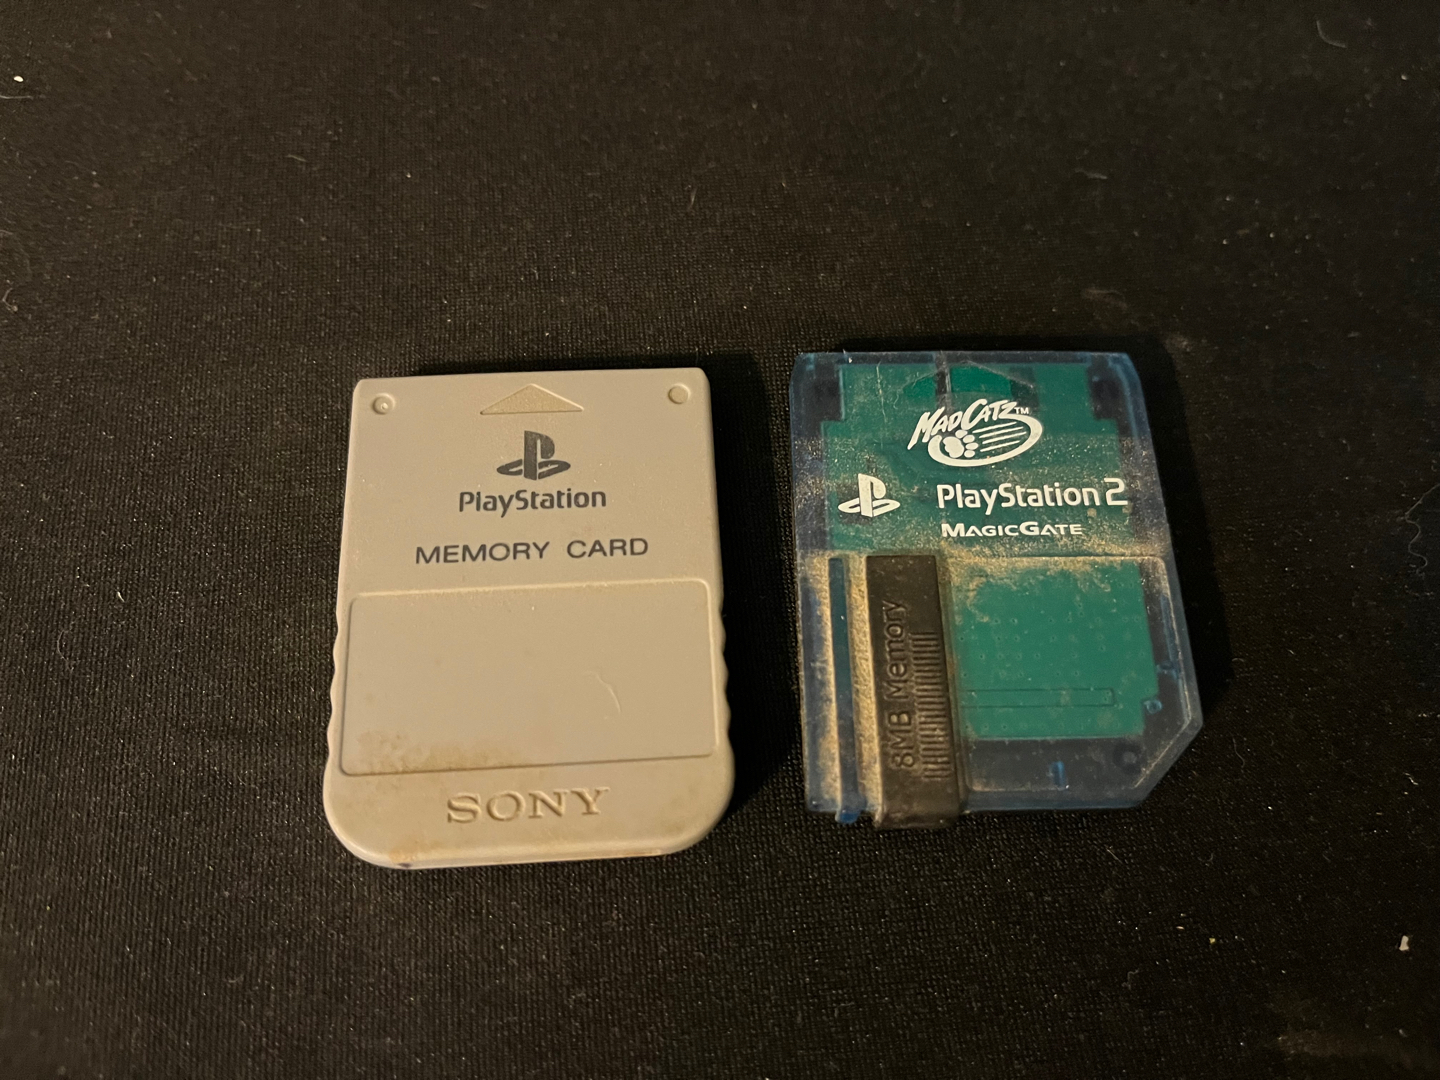 PlayStation
MEMORY CARD
SONY
MADCATZ™
PlayStation 2
MAGICGATE
8MB Memory